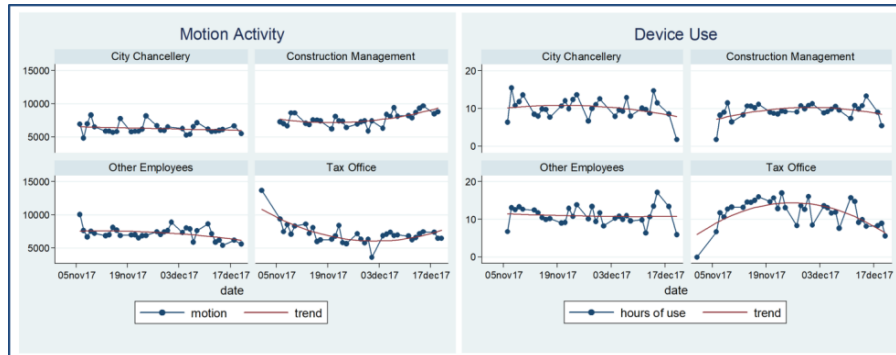 Motion Activity
City Chancellery
Construction Management
15000
10000
5000
Other Employees
Tax Office
15000
10000
5000
05nov17 19nov17 03dec17 17dec17
05nov17 19nov17 03dec17 17dec17
date
motion
trend
Device Use
City Chancellery
Construction Management
20
10
0
Other Employees
Tax Office
20
10
0
05nov17 19nov17 03dec17 17dec17
05nov17 19nov17 03dec17 17dec17
date
hours of use
trend